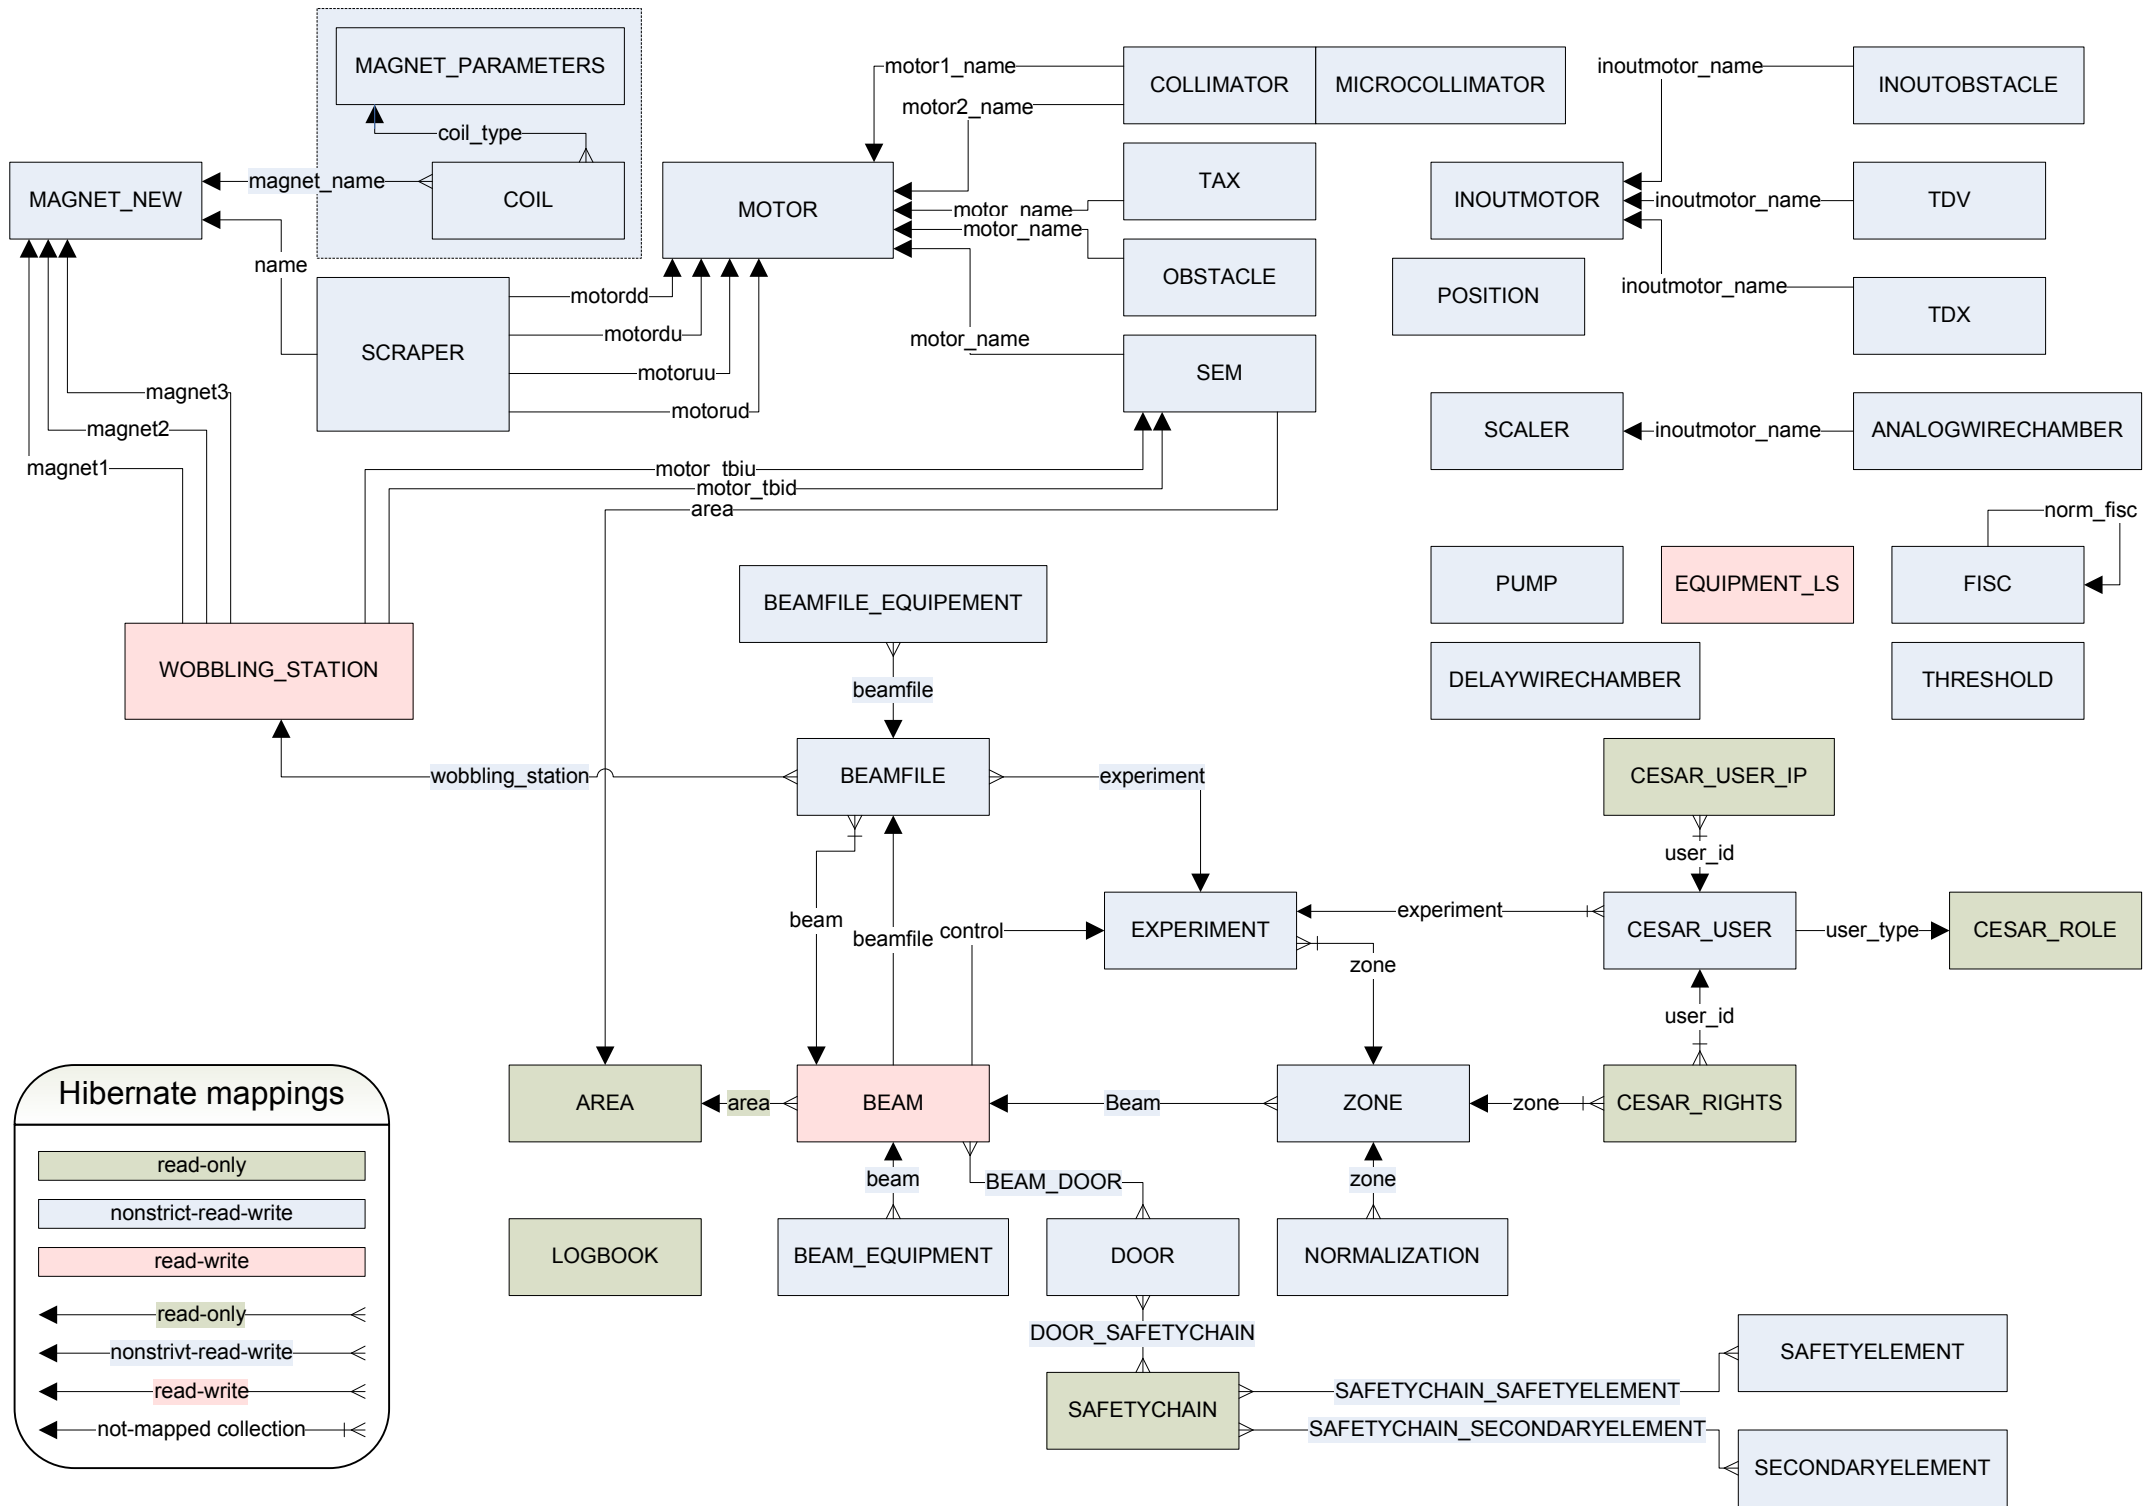 MAGNET_PARAMETERS
coil_type
MAGNET_NEW
magnet_name
COIL
name
MOTOR
motor1_name
motor2_name
COLLIMATOR
MICROCOLLIMATOR
TAX
motor_name
motor_name
OBSTACLE
motor_name
SEM
inoutmotor_name
INOUTOBSTACLE
INOUTMOTOR
inoutmotor_name
TDV
POSITION
inoutmotor_name
TDX
SCRAPER
motordd
motordu
motoruu
motorud
magnet3
magnet2
magnet1
motor_tbiu
motor_tbid
area
SCALER
inoutmotor_name
ANALOGWIRECHAMBER
norm_fisc
PUMP
EQUIPMENT_LS
FISC
DELAYWIRECHAMBER
THRESHOLD
WOBBLING_STATION
BEAMFILE_EQUIPEMENT
beamfile
wobbling_station
BEAMFILE
experiment
CESAR_USER_IP
user_id
beam
beamfile
control
EXPERIMENT
experiment
CESAR_USER
user_type
CESAR_ROLE
zone
user_id
AREA
area
BEAM
Beam
ZONE
zone
CESAR_RIGHTS
beam
BEAM_DOOR
zone
LOGBOOK
BEAM_EQUIPMENT
DOOR
NORMALIZATION
DOOR_SAFETYCHAIN
SAFETYCHAIN
SAFETYCHAIN_SAFETYELEMENT
SAFETYELEMENT
SAFETYCHAIN_SECONDARYELEMENT
SECONDARYELEMENT
Hibernate mappings
read-only
nonstrict-read-write
read-write
read-only
nonstrivt-read-write
read-write
not-mapped collection